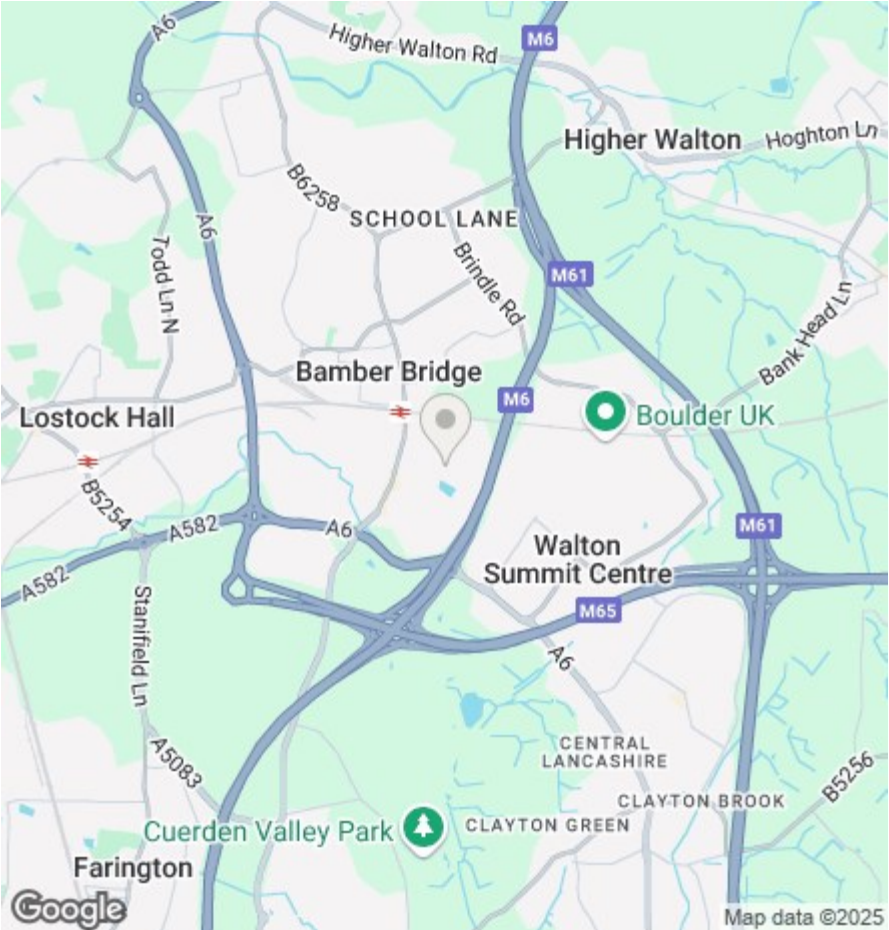 A6
Higher Walton Rd
M6
Higher Walton
Hoghton Ln
B6258
SCHOOL LANE
A6
Todd Ln N
Brindle Rd
M61
Bank Head Ln
Bamber Bridge
M6
Boulder UK
Lostock Hall
B5254
A582
A6
M61
Walton
Summit Centre
A582
Stanifield Ln
M65
A6
A5083
CENTRAL
LANCASHIRE
B5256
CLAYTON BROOK
Cuerden Valley Park
CLAYTON GREEN
Farington
Google
Map data ©2025